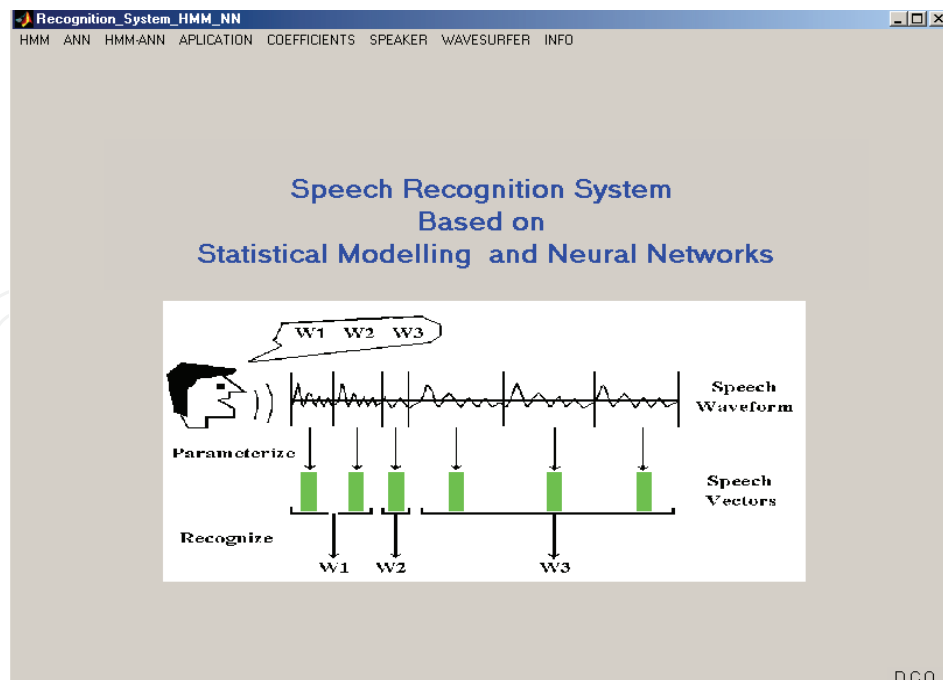 Recognition_System_HMM_NN
HMM ANN HMM-ANN APLICATION COEFFICIENTS SPEAKER WAVESURFER INFO
Speech Recognition System
Based on
Statistical Modelling and Neural Networks
W1 W2 W3
Speech
Waveform
Parameterize
Speech
Vectors
Recognize
W1 W2 W3